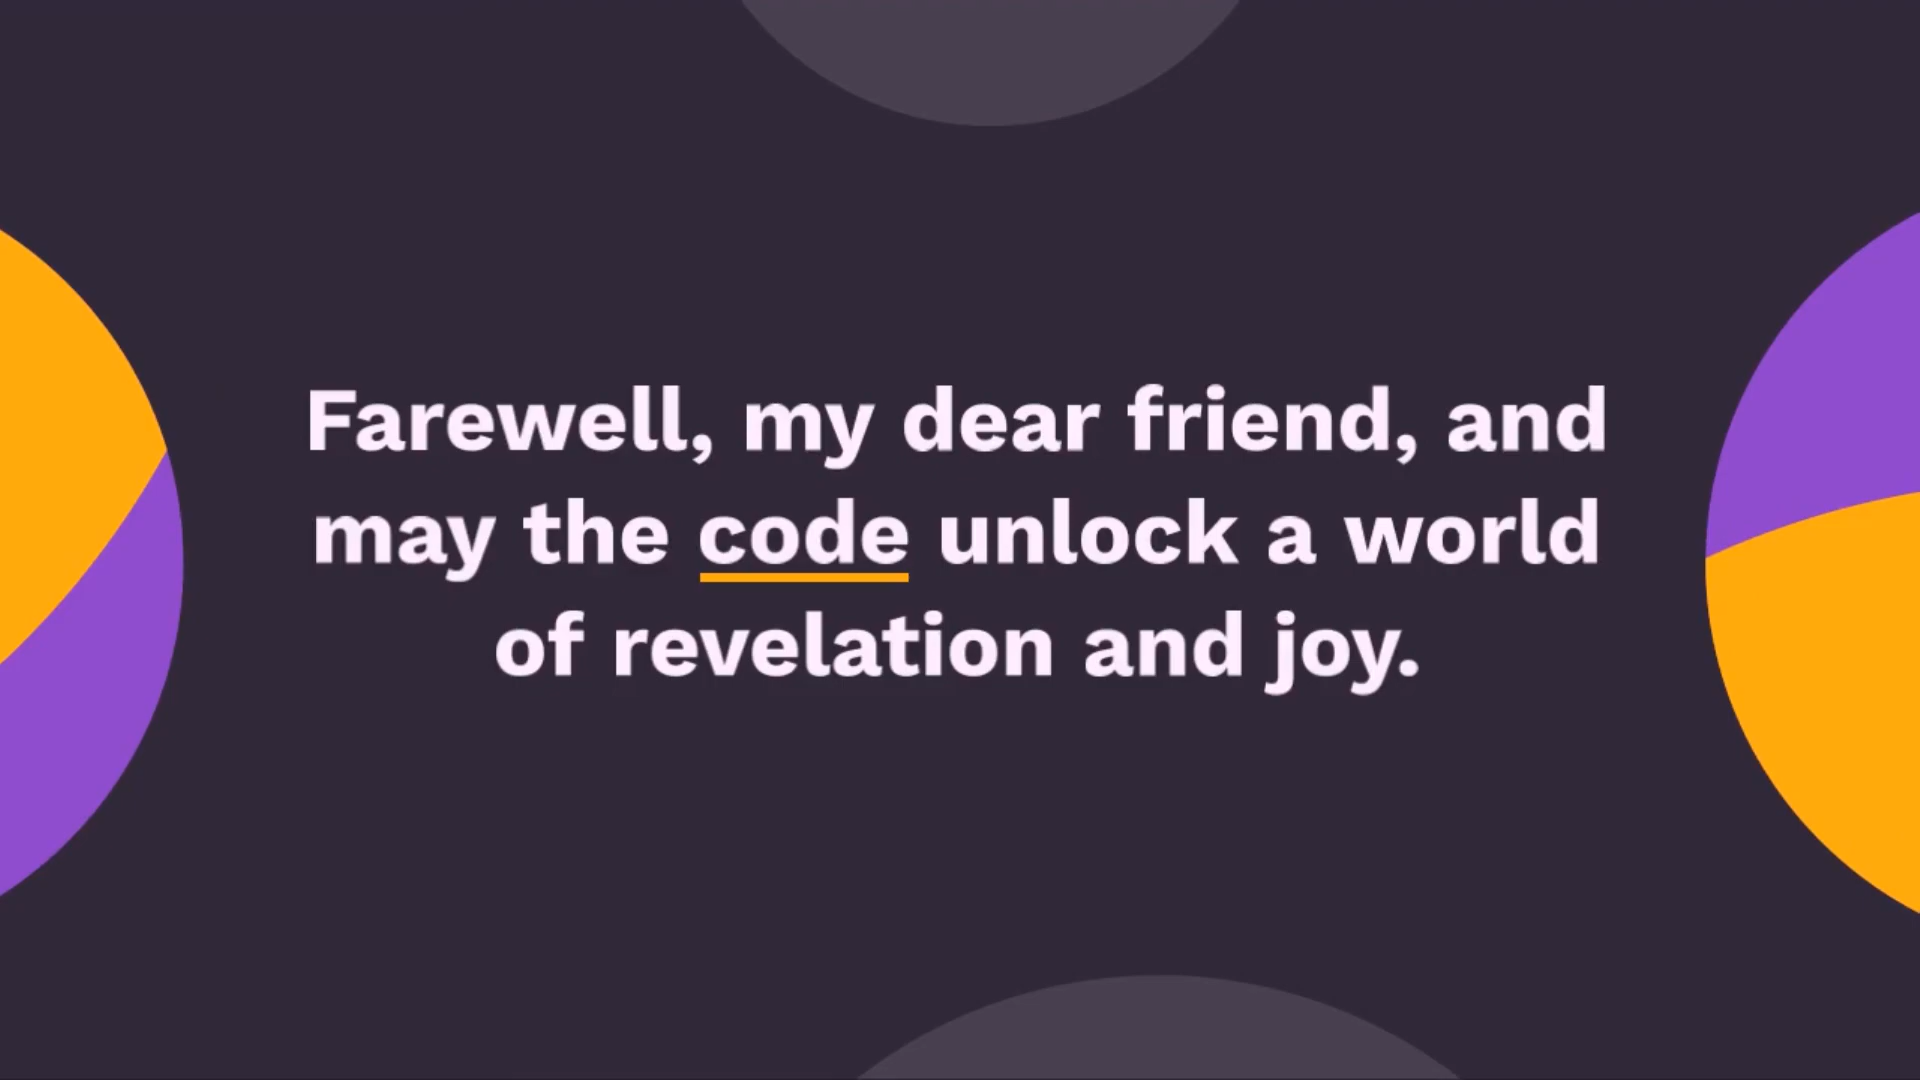 Farewell, my dear friend, and
may the code unlock a world
of revelation and joy.